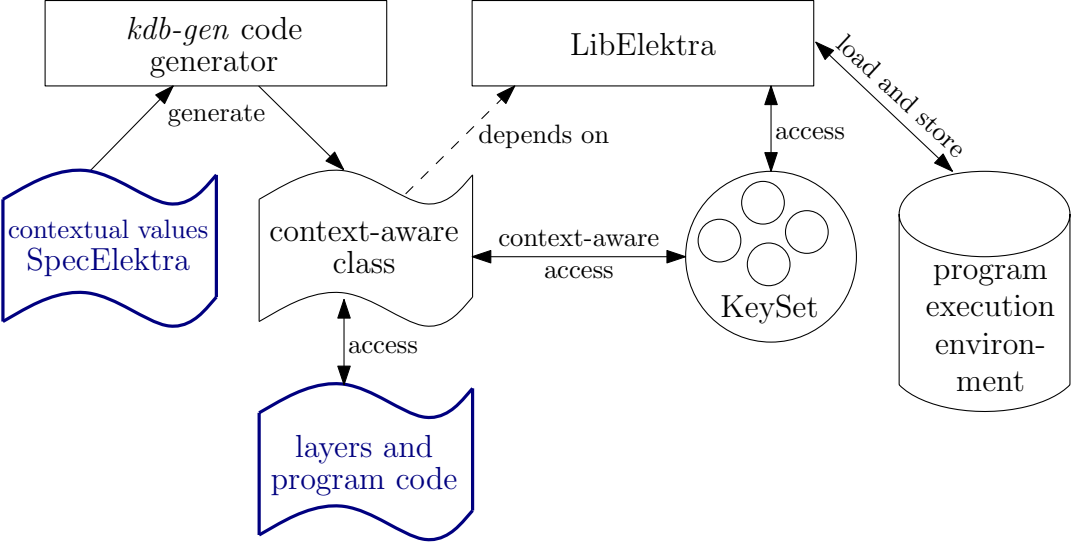 kdb-gen code
generator
LibElektra
load and store
generate
depends on
access
contextual values
SpecElektra
context-aware
class
context-aware
access
KeySet
program
execution
environ-
ment
access
layers and
program code